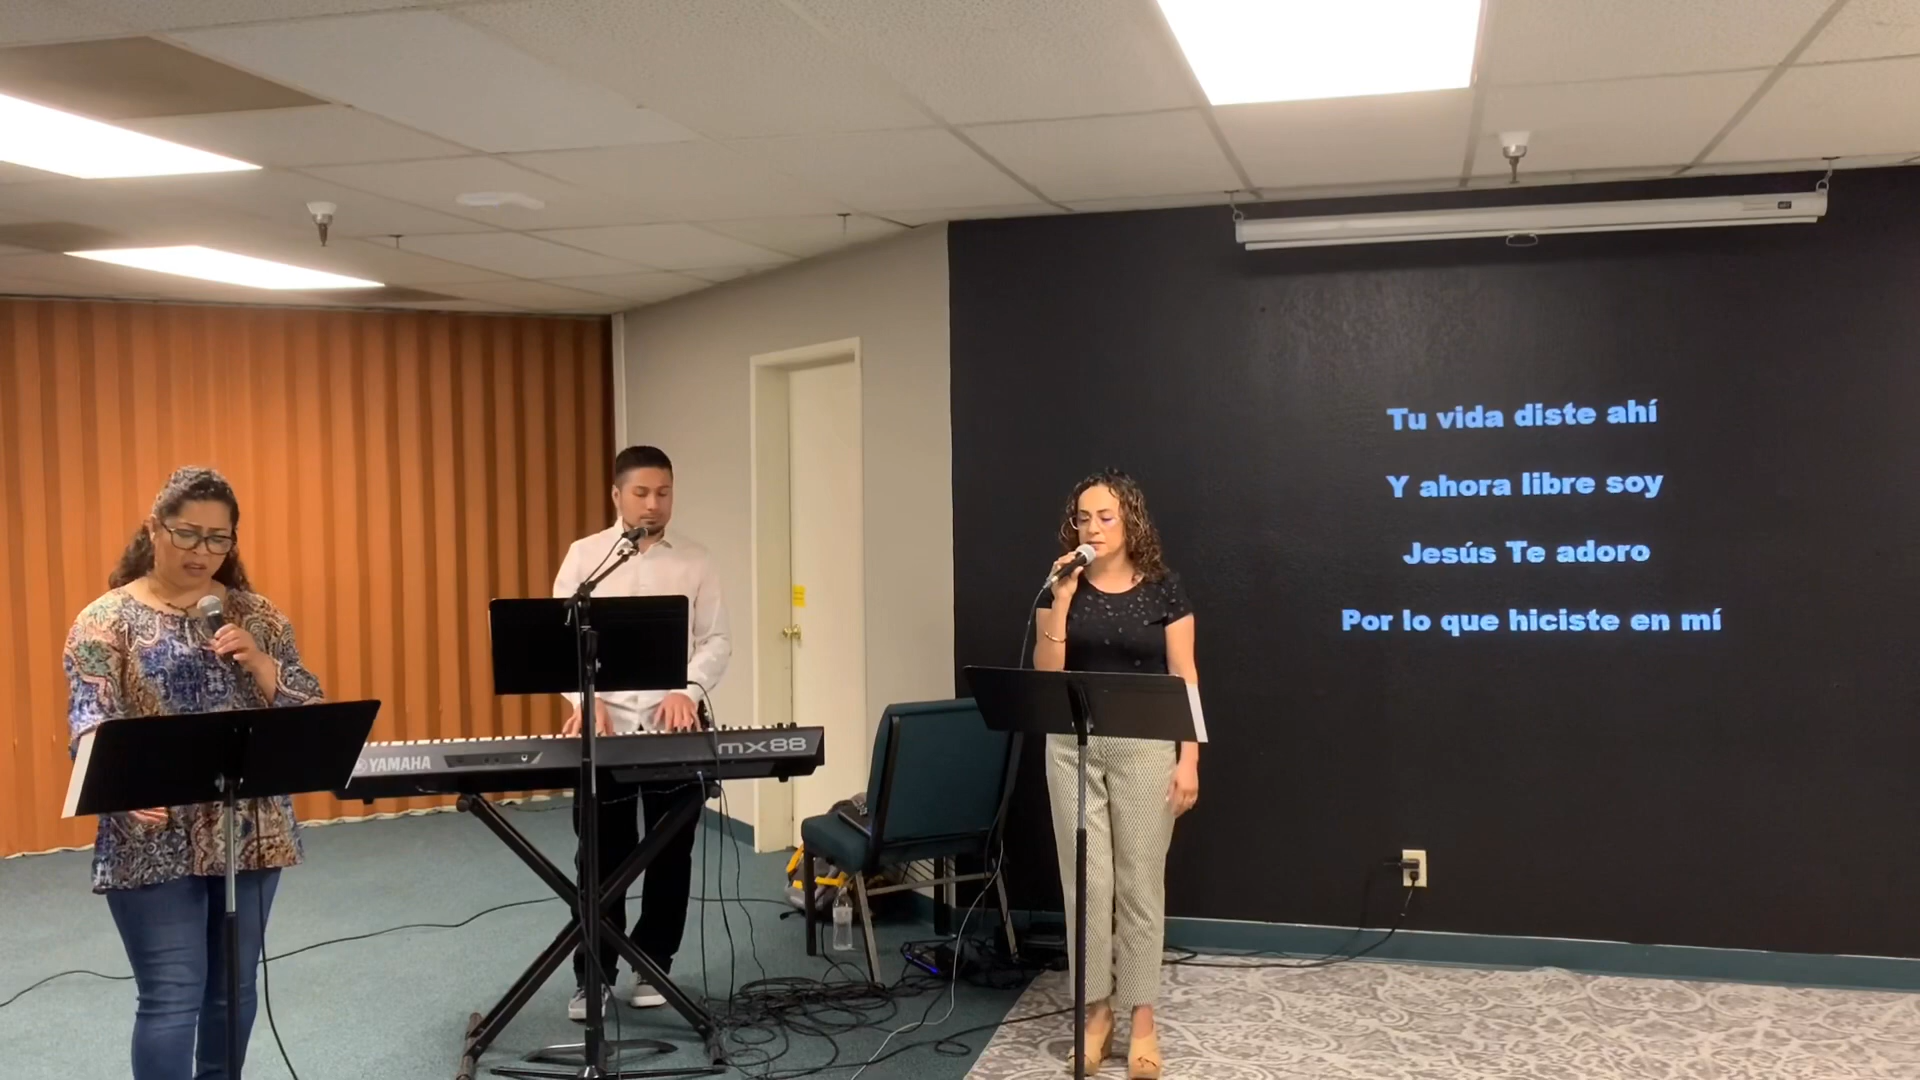 Tu vida diste ahí
Y ahora libre soy
Jesús Te adoro
Por lo que hiciste en mí
YAMAHA
mx88